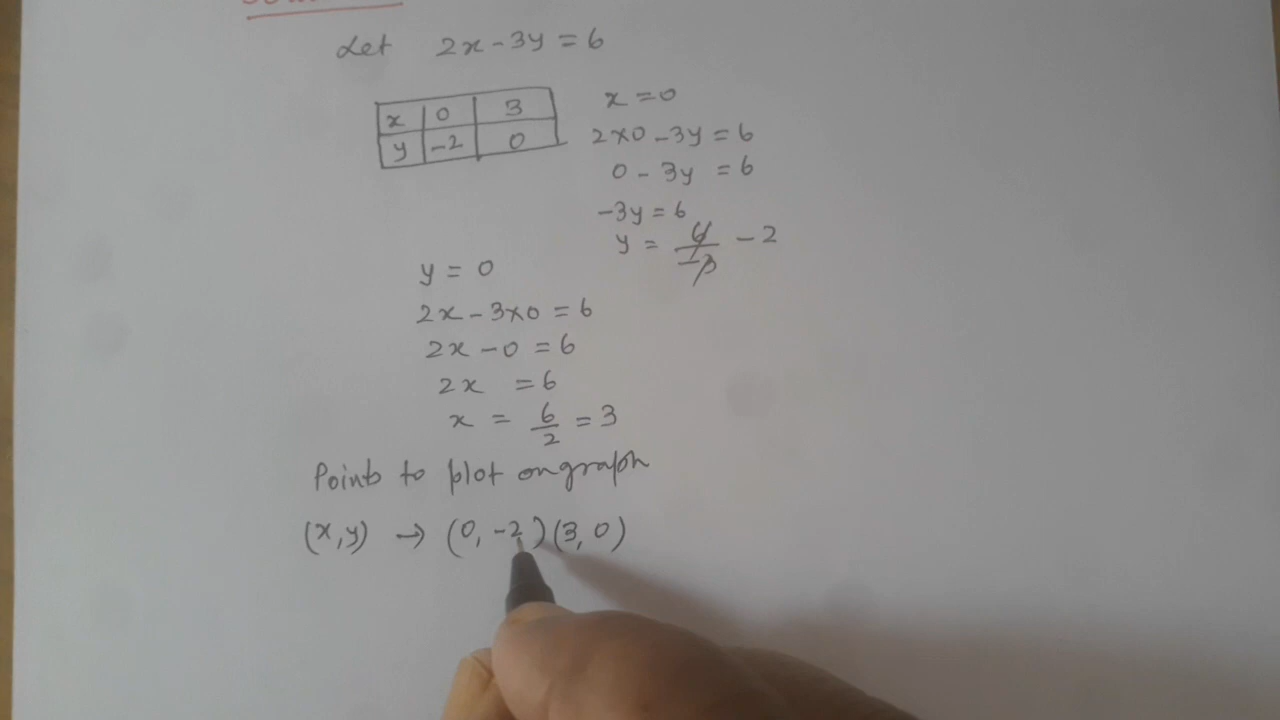 Let 2x - 3y = 6
x 0 3
y -2 0
x = 0
2×0 - 3y = 6
0 - 3y = 6
-3y = 6
y = 6/-3 - 2
y = 0
2x - 3×0 = 6
2x - 0 = 6
2x = 6
x = 6/2 = 3
Points to plot on graph
(x,y) → (0, -2) (3, 0)